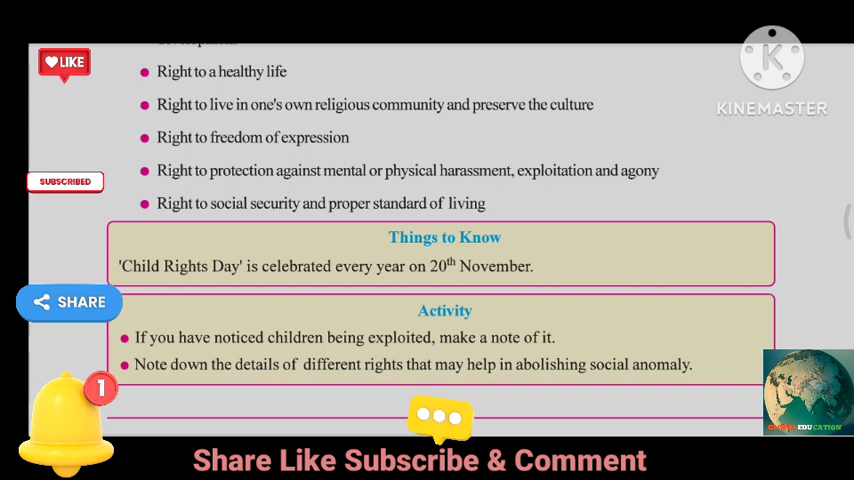 LIKE
KINEMASTER
Right to a healthy life
Right to live in one's own religious community and preserve the culture
Right to freedom of expression
Right to protection against mental or physical harassment, exploitation and agony
SUBSCRIBED
Right to social security and proper standard of living
Things to Know
'Child Rights Day' is celebrated every year on 20th November.
SHARE
Activity
If you have noticed children being exploited, make a note of it.
Note down the details of different rights that may help in abolishing social anomaly.
1
EDUCATION
Share Like Subscribe & Comment